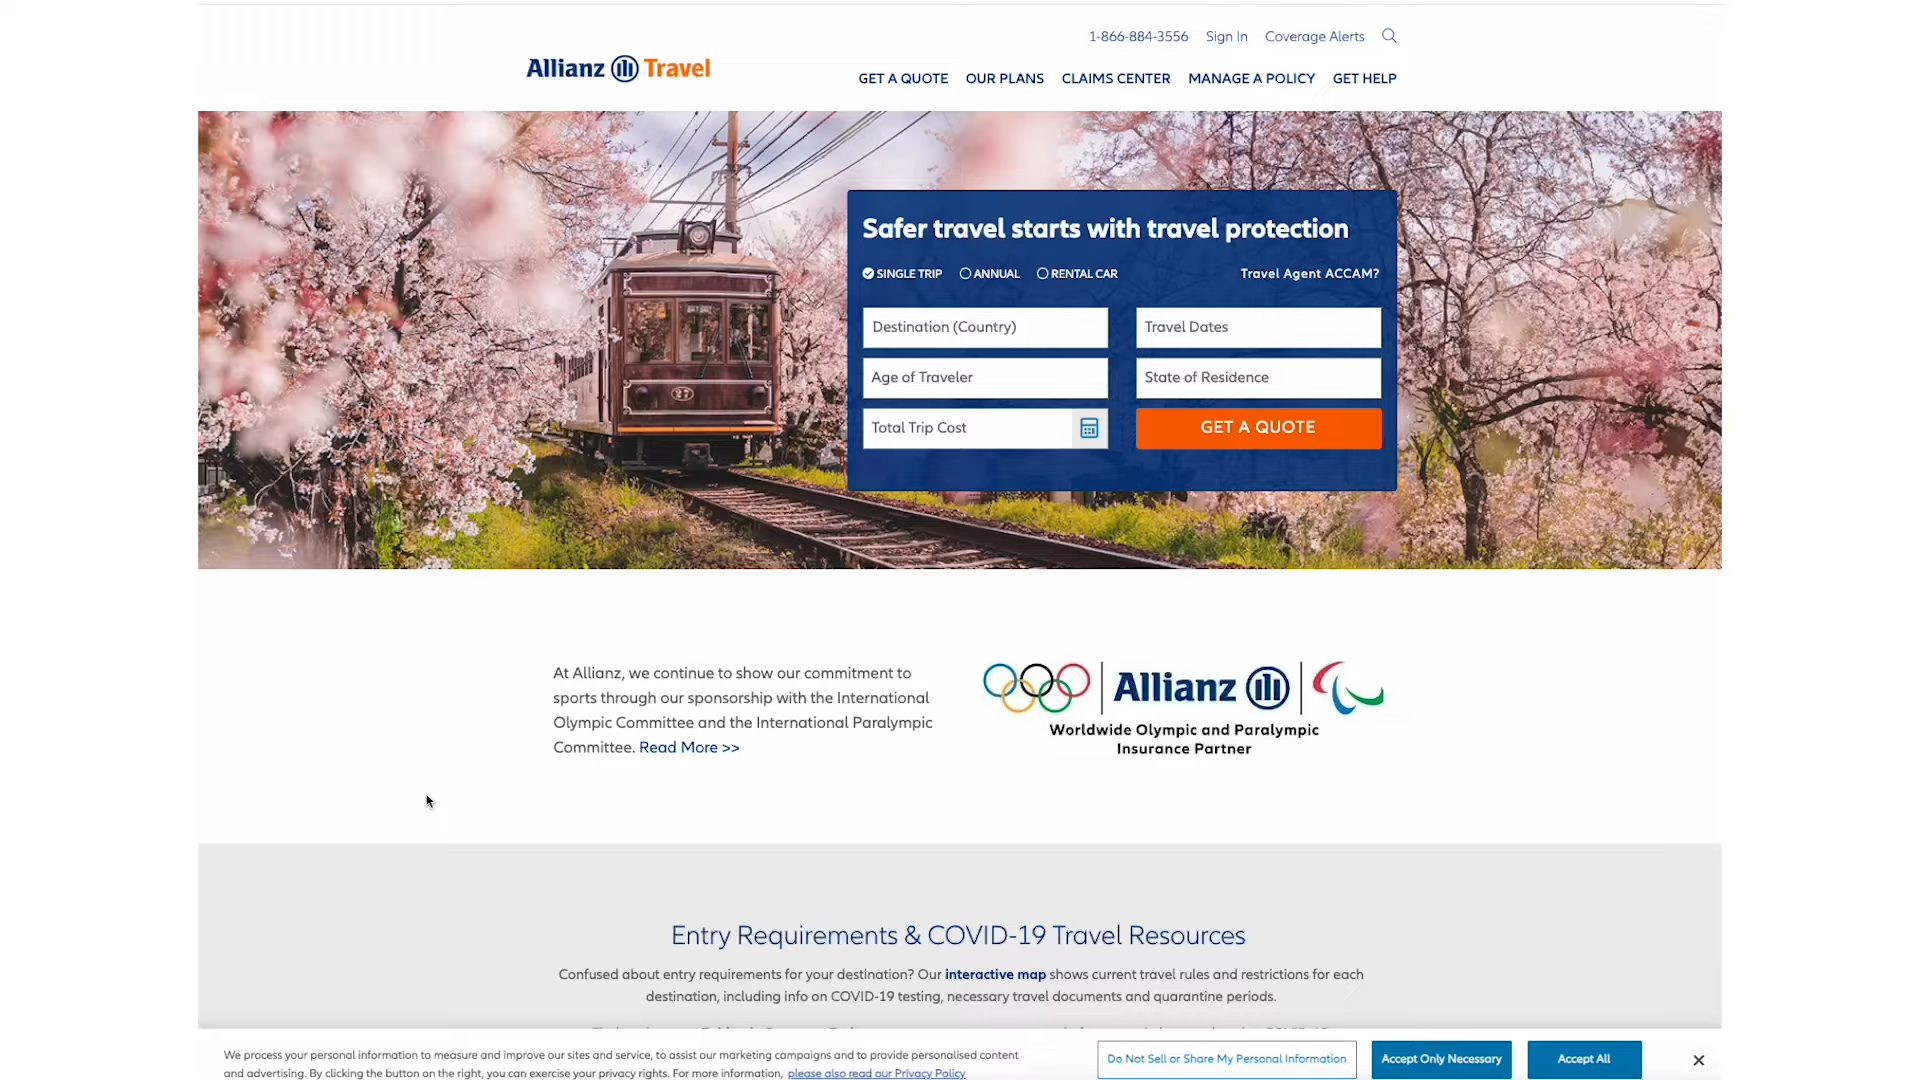 1-866-884-3556 Sign In Coverage Alerts
Allianz Travel
GET A QUOTE OUR PLANS CLAIMS CENTER MANAGE A POLICY GET HELP
Safer travel starts with travel protection
SINGLE TRIP ANNUAL RENTAL CAR Travel Agent ACCAM?
Destination (Country) Travel Dates
Age of Traveler State of Residence
Total Trip Cost GET A QUOTE
27
At Allianz, we continue to show our commitment to
sports through our sponsorship with the International
Olympic Committee and the International Paralympic
Committee. Read More >>
Allianz
Worldwide Olympic and Paralympic
Insurance Partner
Entry Requirements & COVID-19 Travel Resources
Confused about entry requirements for your destination? Our interactive map shows current travel rules and restrictions for each
destination, including info on COVID-19 testing, necessary travel documents and quarantine periods.
We process your personal information to measure and improve our sites and service, to assist our marketing campaigns and to provide personalised content
and advertising. By clicking the button on the right, you can exercise your privacy rights. For more information, please also read our Privacy Policy
Do Not Sell or Share My Personal Information Accept Only Necessary Accept All